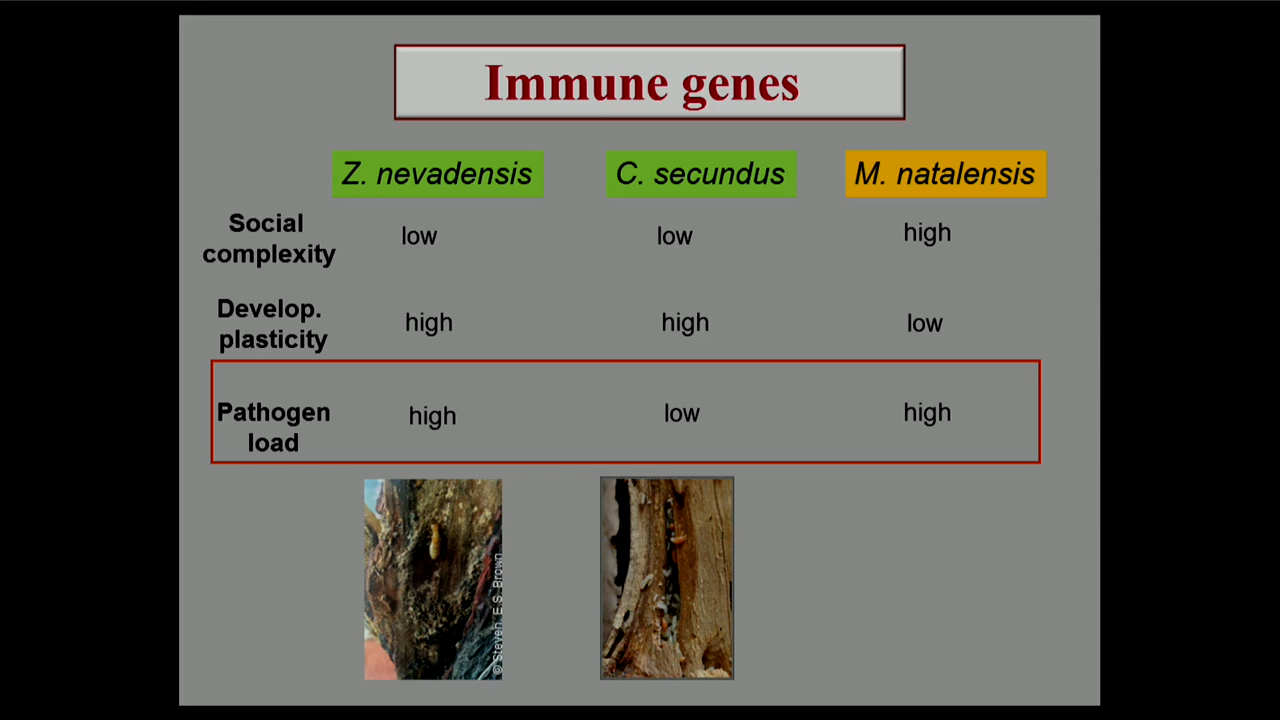 Immune genes
Z. nevadensis C. secundus M. natalensis
Social
complexity
low low high
Develop.
plasticity
high high low
Pathogen
load
high low high
© Steven. E.S. Brown